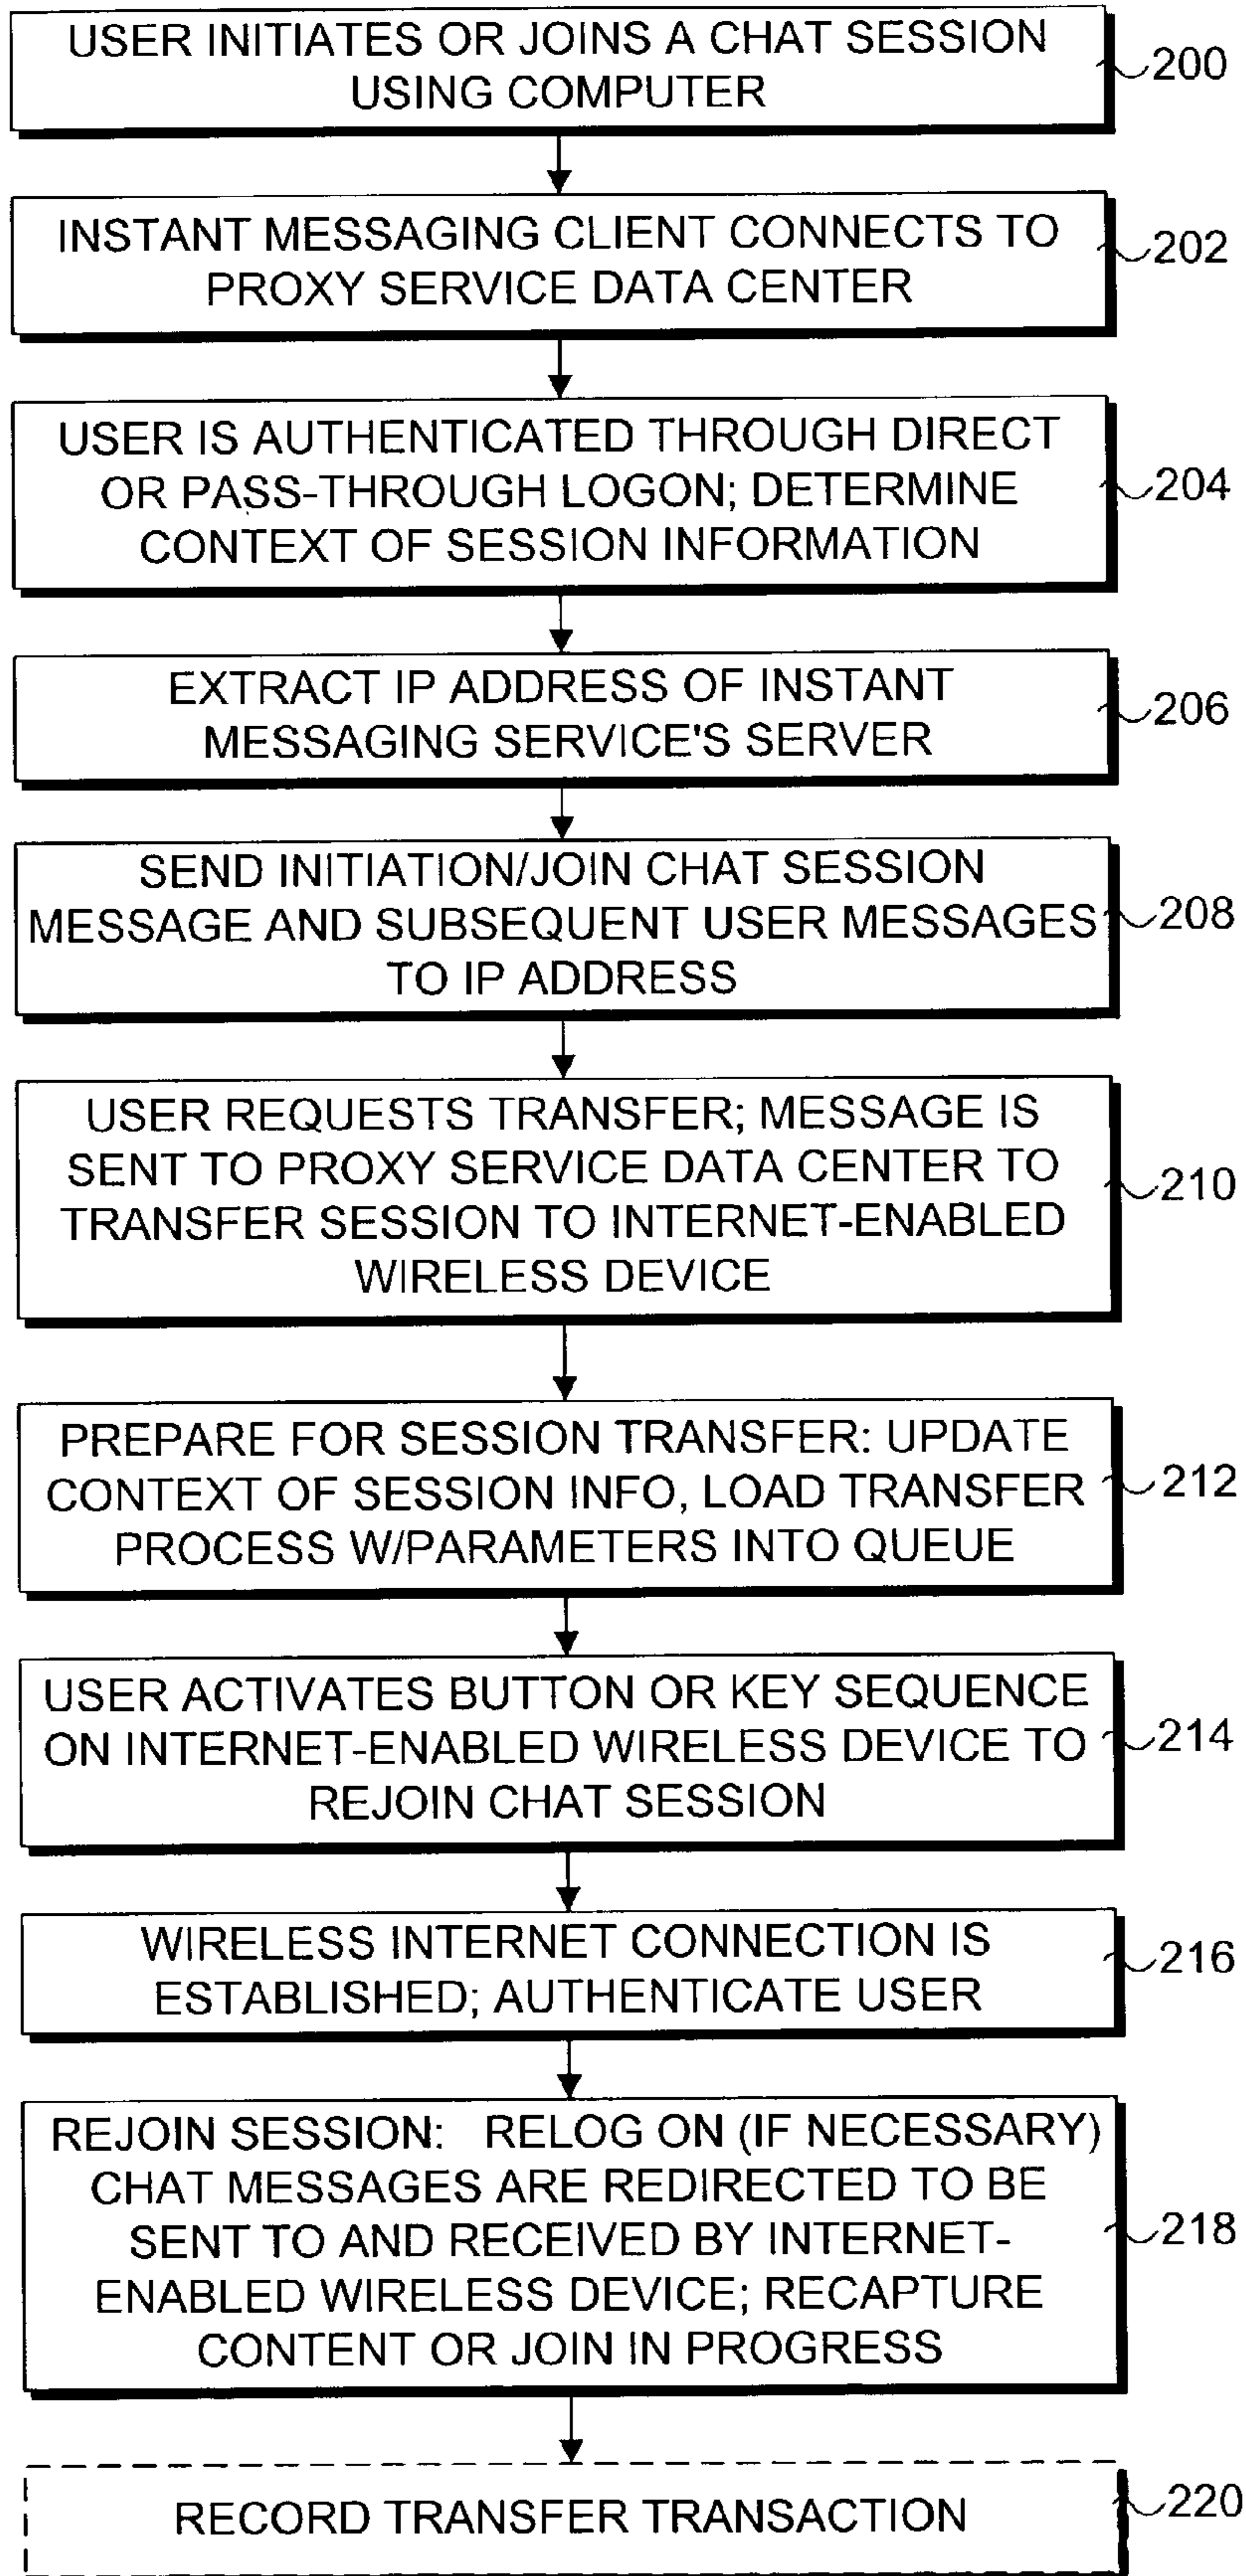 USER INITIATES OR JOINS A CHAT SESSION
USING COMPUTER
200
INSTANT MESSAGING CLIENT CONNECTS TO
PROXY SERVICE DATA CENTER
202
USER IS AUTHENTICATED THROUGH DIRECT
OR PASS-THROUGH LOGON; DETERMINE
CONTEXT OF SESSION INFORMATION
204
EXTRACT IP ADDRESS OF INSTANT
MESSAGING SERVICE'S SERVER
206
SEND INITIATION/JOIN CHAT SESSION
MESSAGE AND SUBSEQUENT USER MESSAGES
TO IP ADDRESS
208
USER REQUESTS TRANSFER; MESSAGE IS
SENT TO PROXY SERVICE DATA CENTER TO
TRANSFER SESSION TO INTERNET-ENABLED
WIRELESS DEVICE
210
PREPARE FOR SESSION TRANSFER: UPDATE
CONTEXT OF SESSION INFO, LOAD TRANSFER
PROCESS W/PARAMETERS INTO QUEUE
212
USER ACTIVATES BUTTON OR KEY SEQUENCE
ON INTERNET-ENABLED WIRELESS DEVICE TO
REJOIN CHAT SESSION
214
WIRELESS INTERNET CONNECTION IS
ESTABLISHED; AUTHENTICATE USER
216
REJOIN SESSION: RELOG ON (IF NECESSARY)
CHAT MESSAGES ARE REDIRECTED TO BE
SENT TO AND RECEIVED BY INTERNET-
ENABLED WIRELESS DEVICE; RECAPTURE
CONTENT OR JOIN IN PROGRESS
218
RECORD TRANSFER TRANSACTION
220